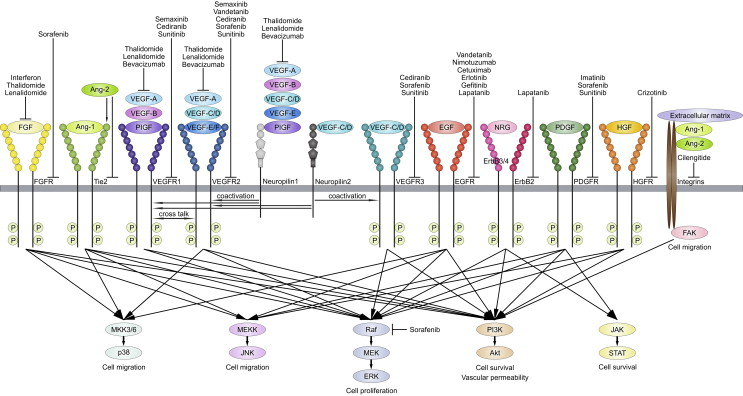 Semaxinib
Vandetanib
Cediranib
Sorafenib
Sunitinib
Semaxinib
Cediranib
Sunitinib
Thalidomide
Lenalidomide
Bevacizumab
Sorafenib
Thalidomide
Lenalidomide
Bevacizumab
Thalidomide
Lenalidomide
Bevacizumab
Vandetanib
Nimotuzumab
Cetuximab
Erlotinib
Gefitinib
Lapatinib
Interferon
Thalidomide
Lenalidomide
Cediranib
Sorafenib
Sunitinib
Lapatinib
Imatinib
Sorafenib
Sunitinib
Crizotinib
Ang-2
VEGF-A
VEGF-B
PlGF
VEGF-A
VEGF-C/D
VEGF-E/F
VEGF-A
VEGF-B
VEGF-C/D
VEGF-E
PlGF
FGF
Ang-1
VEGF-C/D
VEGF-C/D
EGF
NRG
PDGF
HGF
Extracellular matrix
Ang-1
Ang-2
Cilengitide
ErbB3/4
FGFR
Tie2
VEGFR1
VEGFR2
Neuropilin1
Neuropilin2
VEGFR3
EGFR
ErbB2
PDGFR
HGFR
Integrins
coactivation
coactivation
cross talk
P P P P P P P P P P P P P P P P P P
P P P P P P P P P P P P P P P P P P
FAK
Cell migration
MKK3/6
MEKK
Raf
Sorafenib
PI3K
JAK
p38
JNK
MEK
Akt
STAT
Cell migration
Cell migration
ERK
Cell survival
Vascular permeability
Cell survival
Cell proliferation